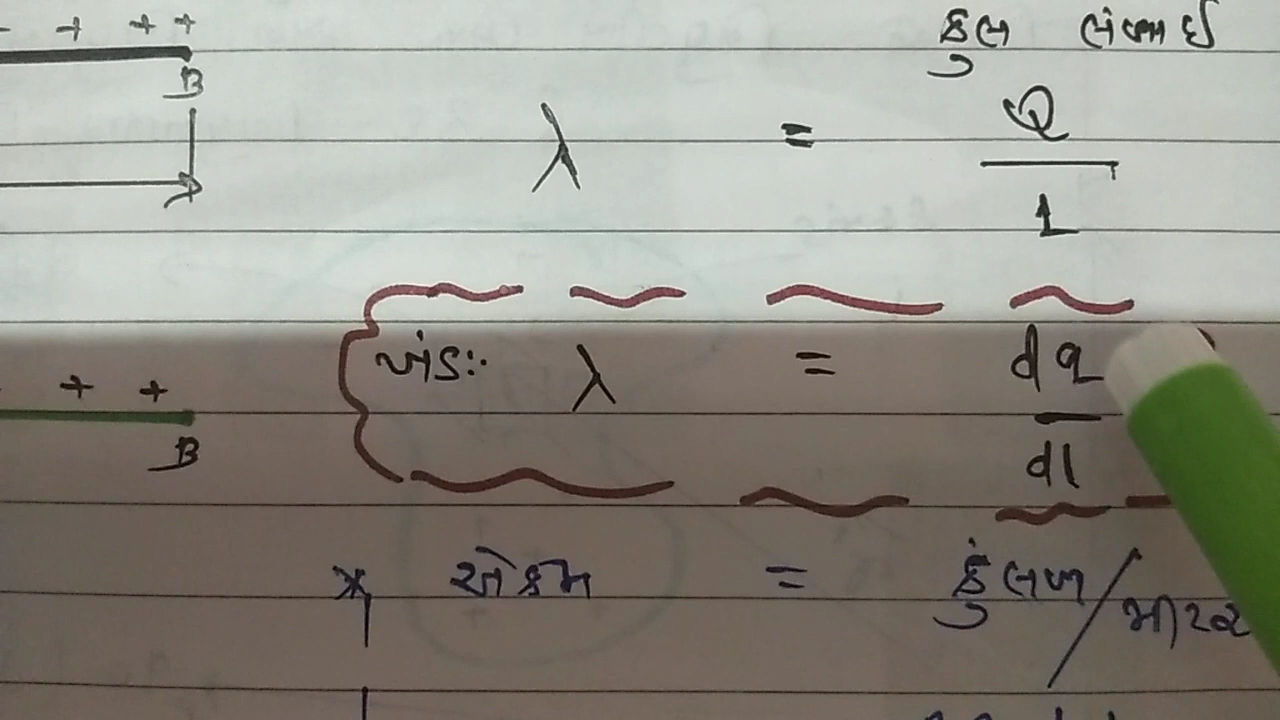 + + + કુલ લંબાઈ
B
λ = Q
L
ખંડ:- λ = dq
+ + dl
B
* એકમ = કુલંબ/મીટર